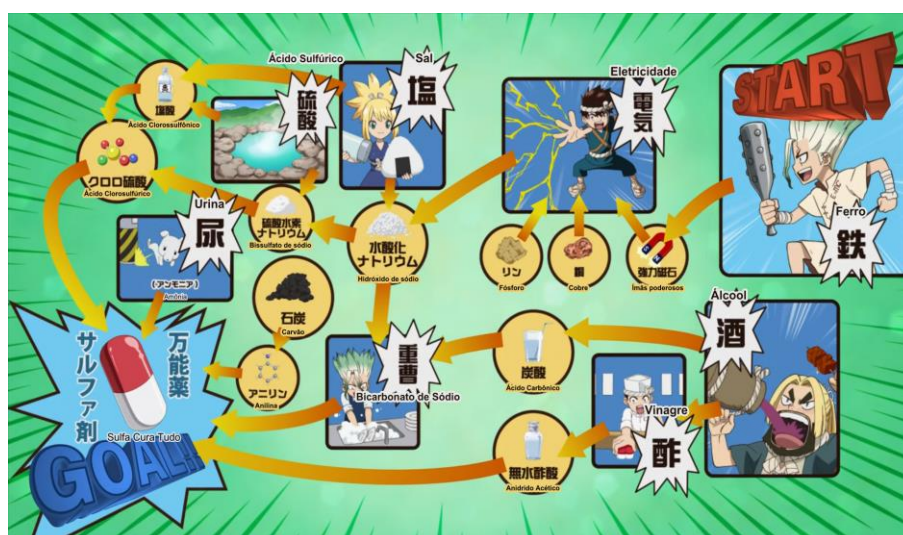 START
Ferro
鉄
Eletricidade
電気
リン
Fósforo
銅
Cobre
強力磁石
Imãs poderosos
Sal
塩
Ácido Sulfúrico
硫酸
塩酸
Ácido Clorossulfônico
クロロ硫酸
Ácido Clorosulfúrico
硫酸水素
ナトリウム
Bissulfato de sódio
水酸化
ナトリウム
Hidróxido de sódio
Urina
尿
(アンモニア)
石炭
Carvão
アニリン
Anilina
重曹
Bicarbonato de Sódio
炭酸
Ácido Carbônico
Álcool
酒
Vinagre
酢
無水酢酸
Anidrido Acético
万能薬
サルファ剤
Sulfa Cura Tudo
GOAL!